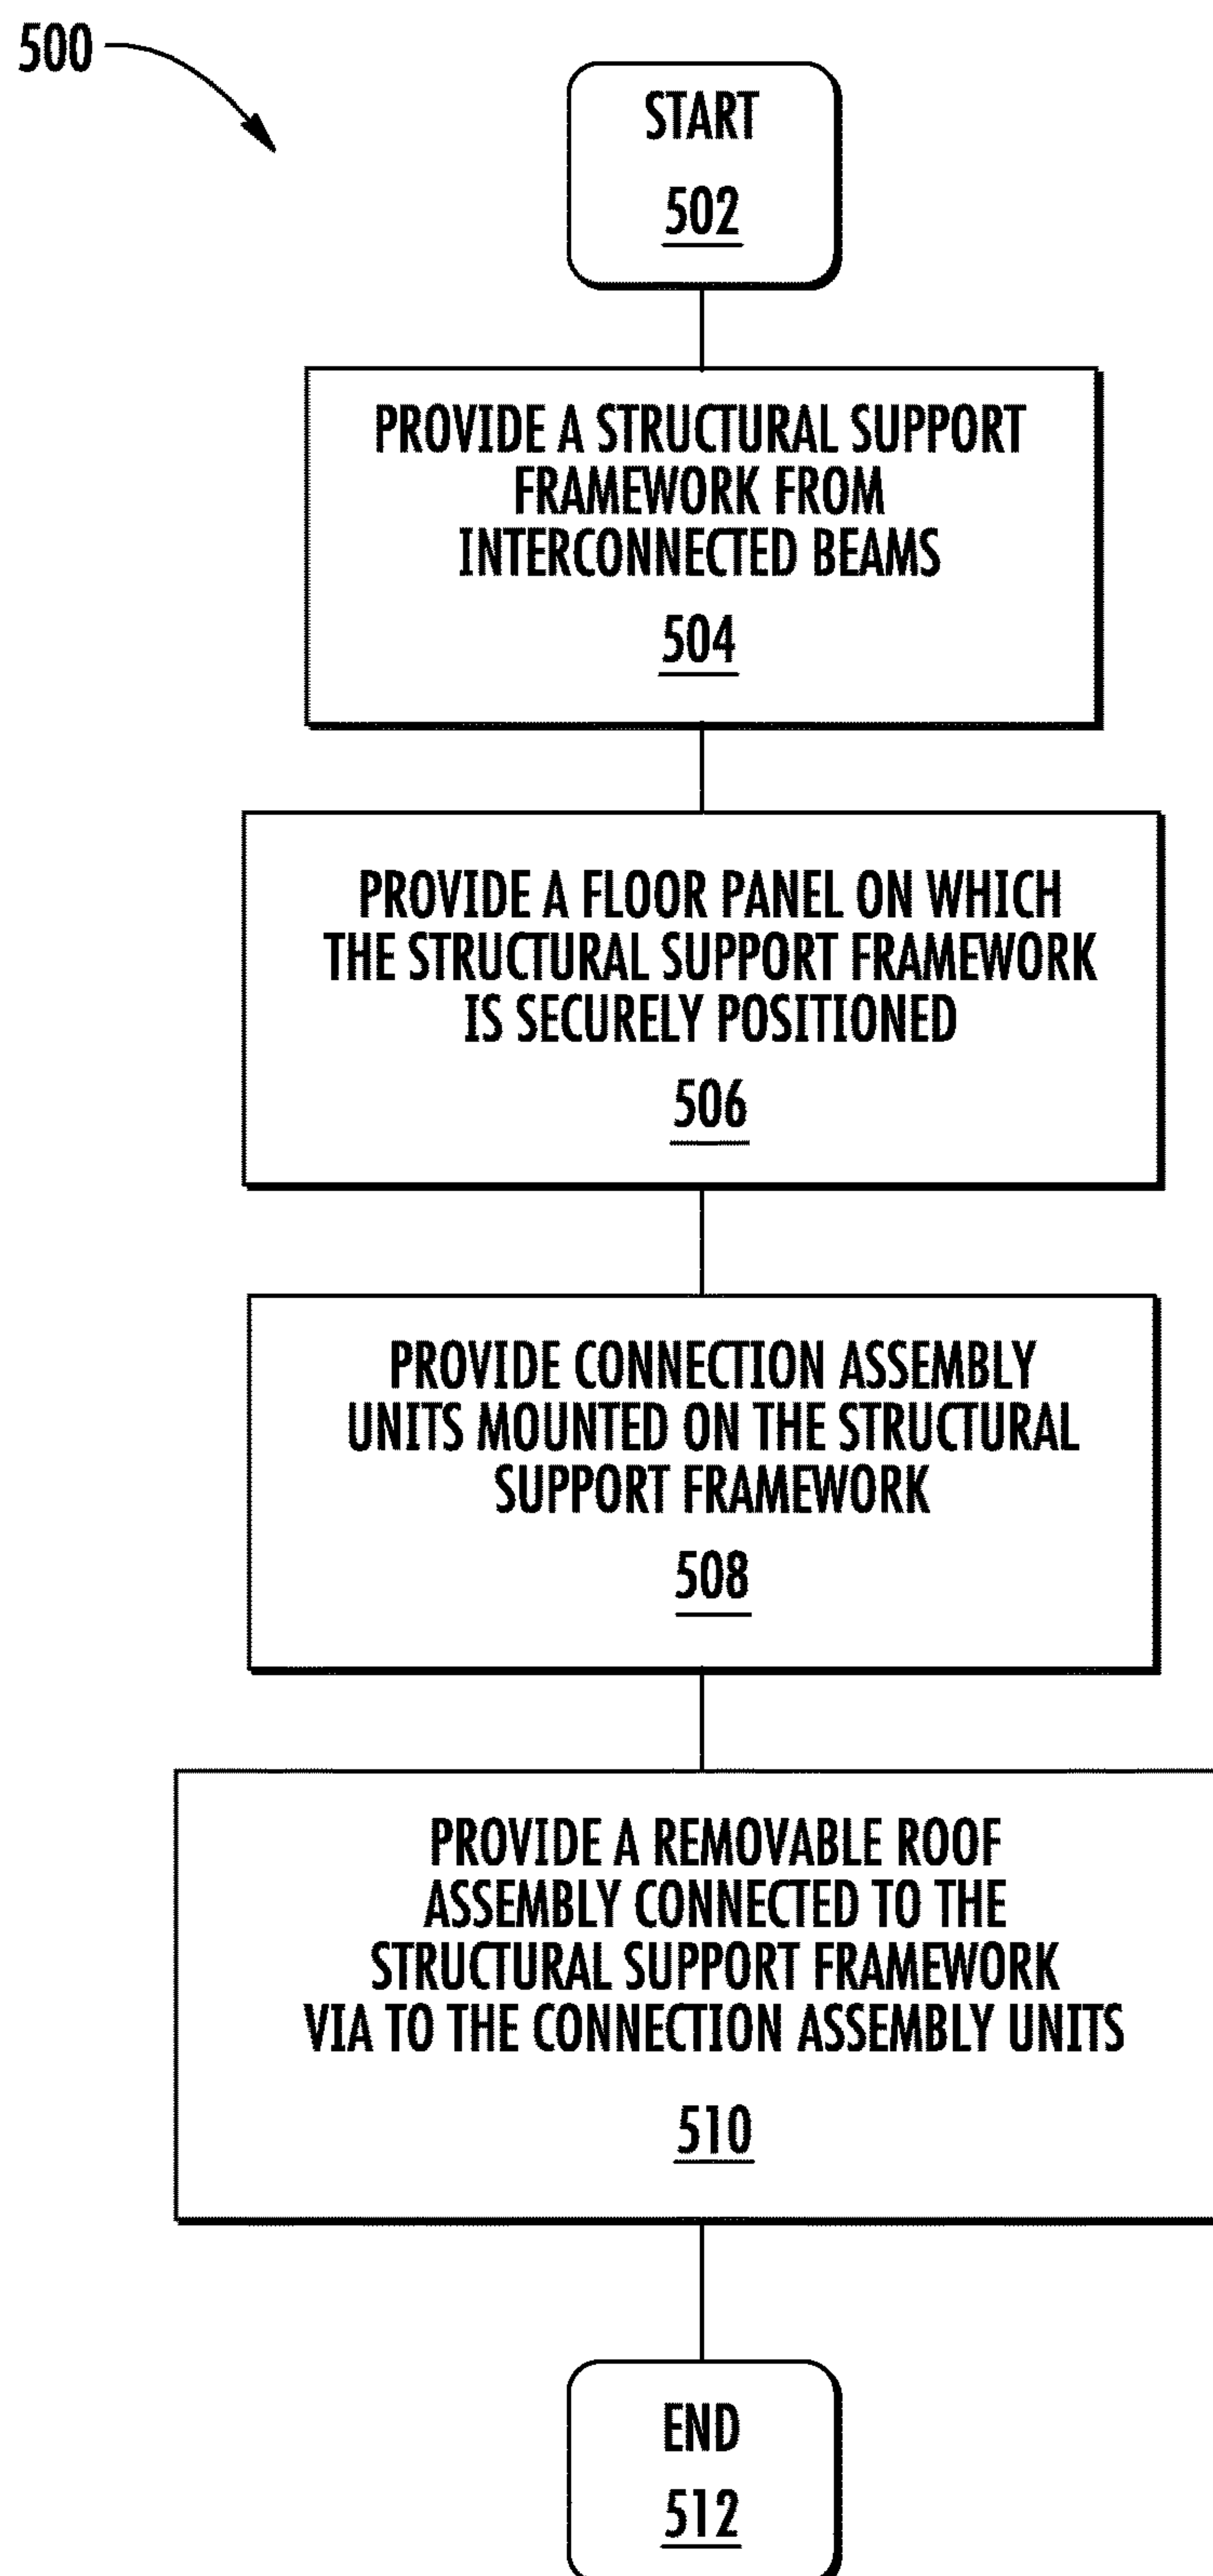 500
START
502
PROVIDE A STRUCTURAL SUPPORT
FRAMEWORK FROM
INTERCONNECTED BEAMS
504
PROVIDE A FLOOR PANEL ON WHICH
THE STRUCTURAL SUPPORT FRAMEWORK
IS SECURELY POSITIONED
506
PROVIDE CONNECTION ASSEMBLY
UNITS MOUNTED ON THE STRUCTURAL
SUPPORT FRAMEWORK
508
PROVIDE A REMOVABLE ROOF
ASSEMBLY CONNECTED TO THE
STRUCTURAL SUPPORT FRAMEWORK
VIA TO THE CONNECTION ASSEMBLY UNITS
510
END
512